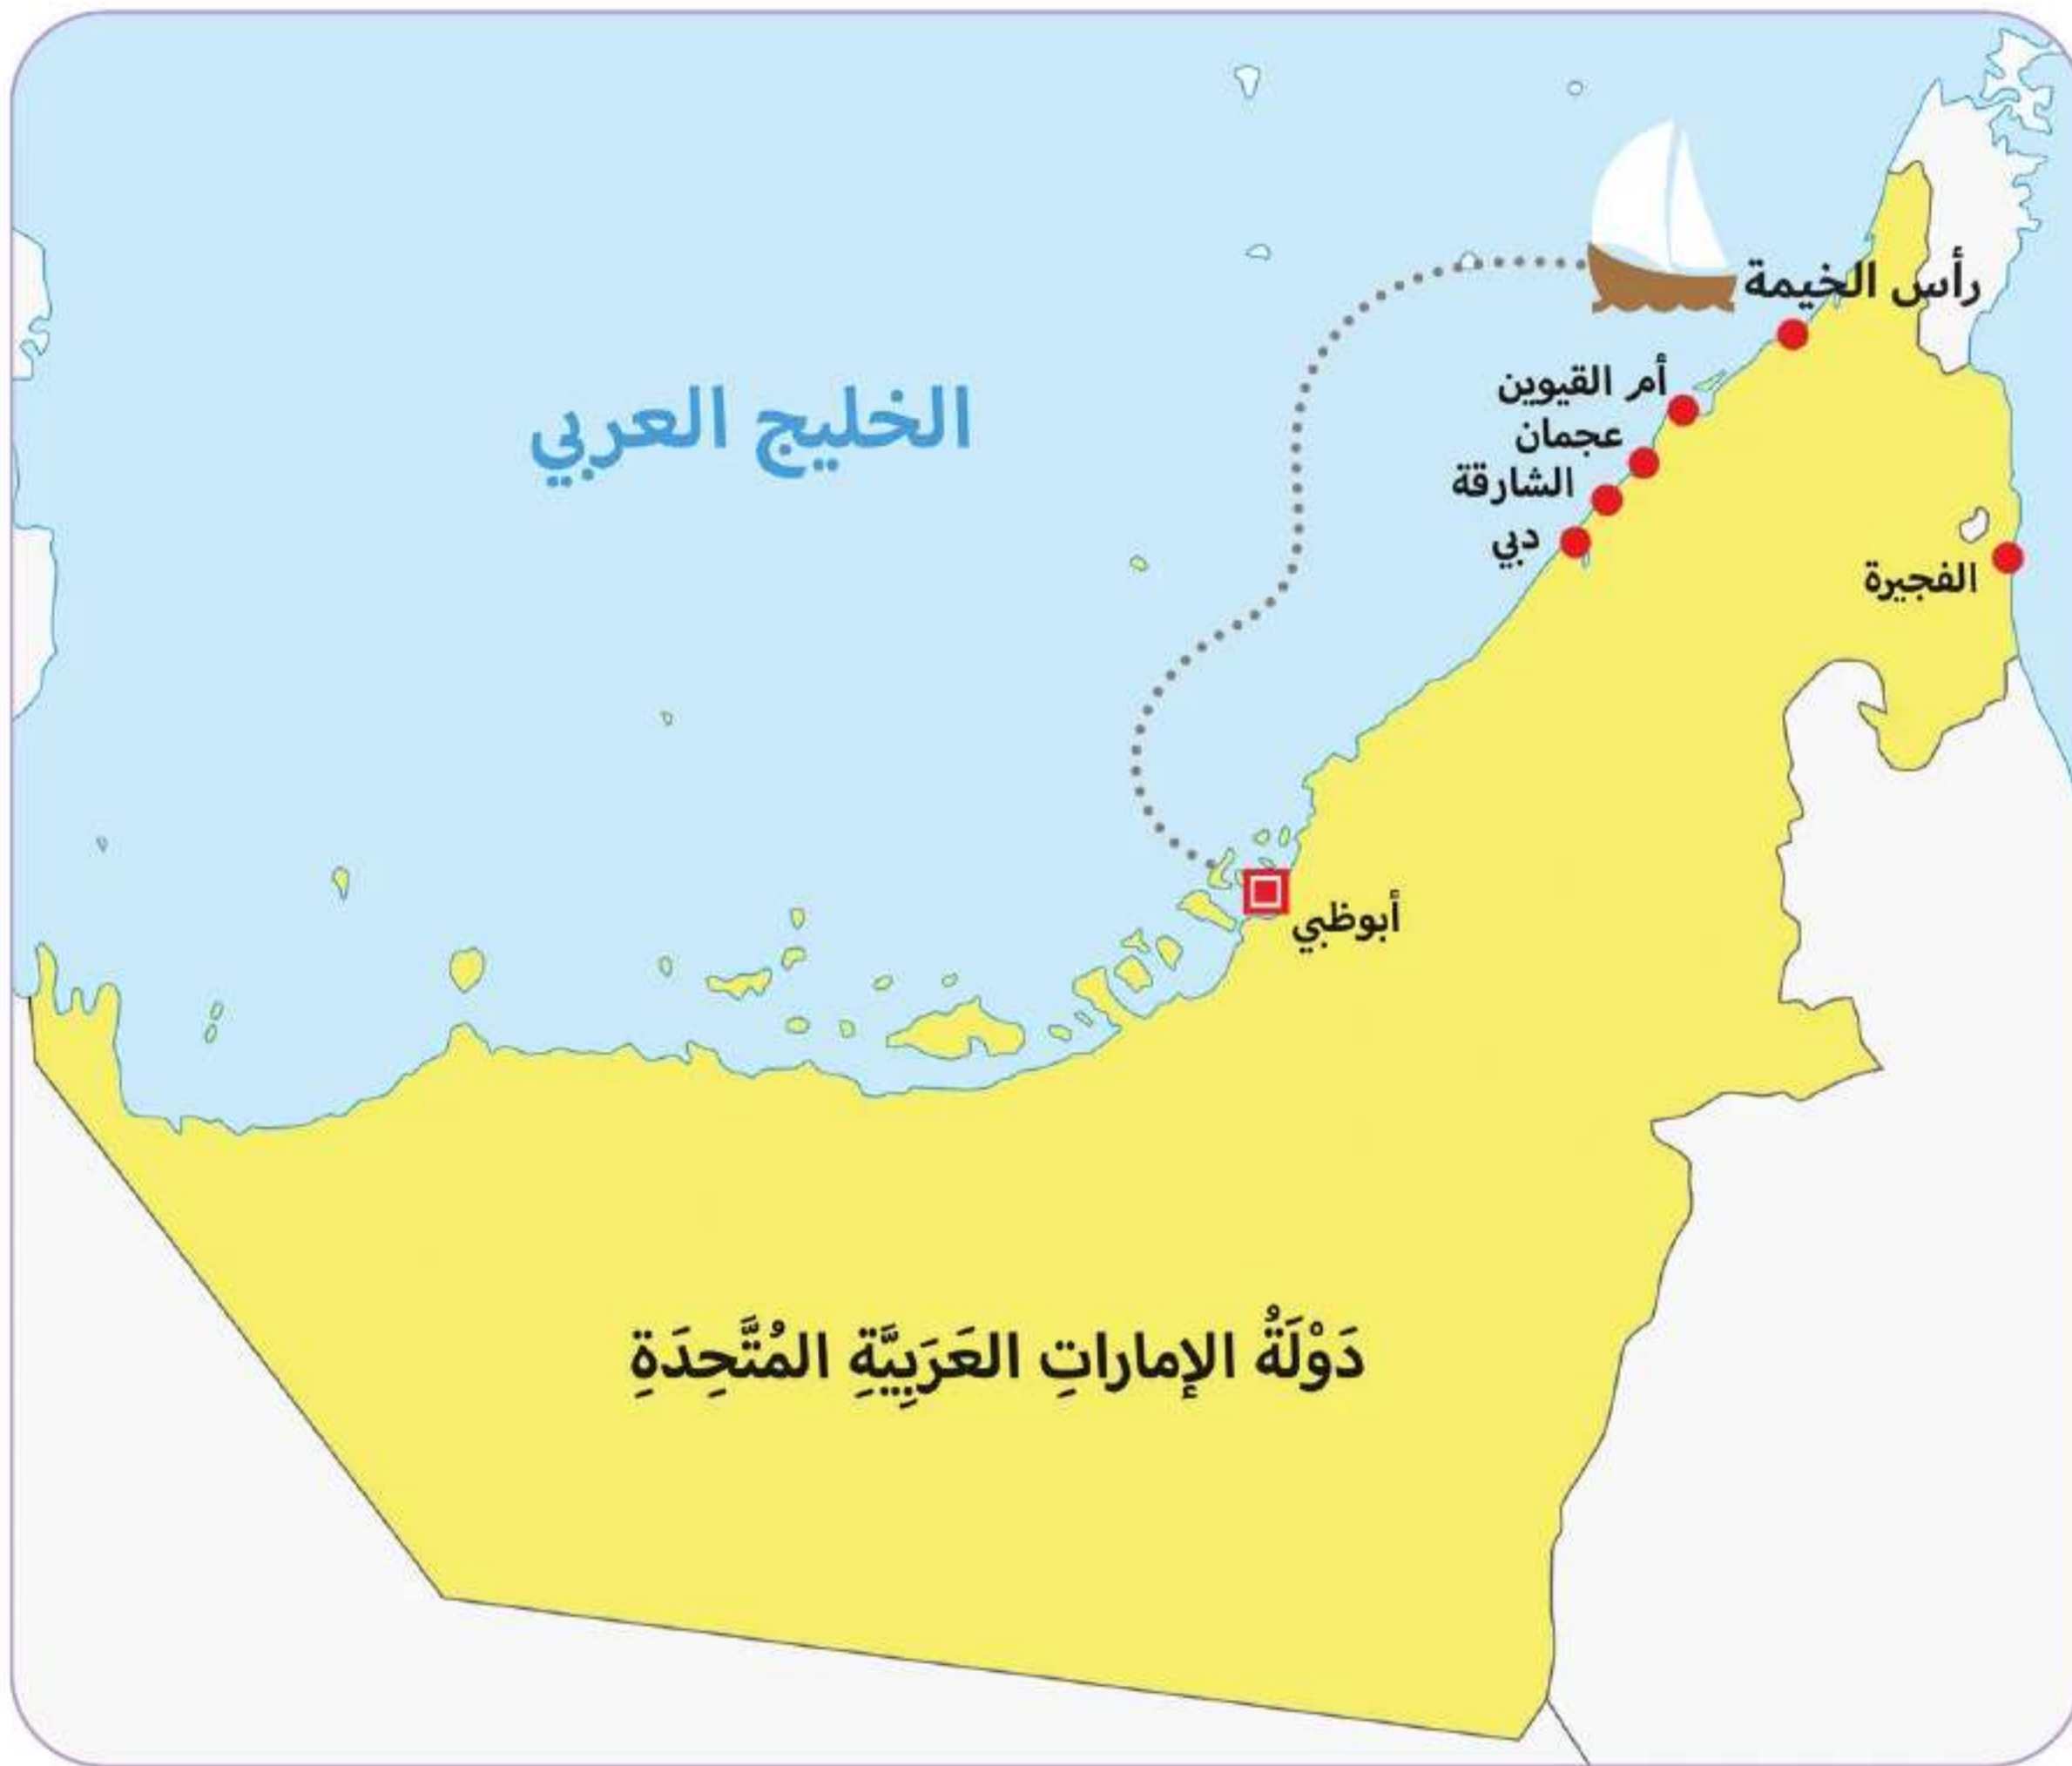 رأس الخيمة
أم القيوين
عجمان
الشارقة
دبي
الفجيرة
الخليج العربي
أبوظبي
دَوْلَةُ الإماراتِ العَرَبِيَّةِ المُتَّحِدَةِ